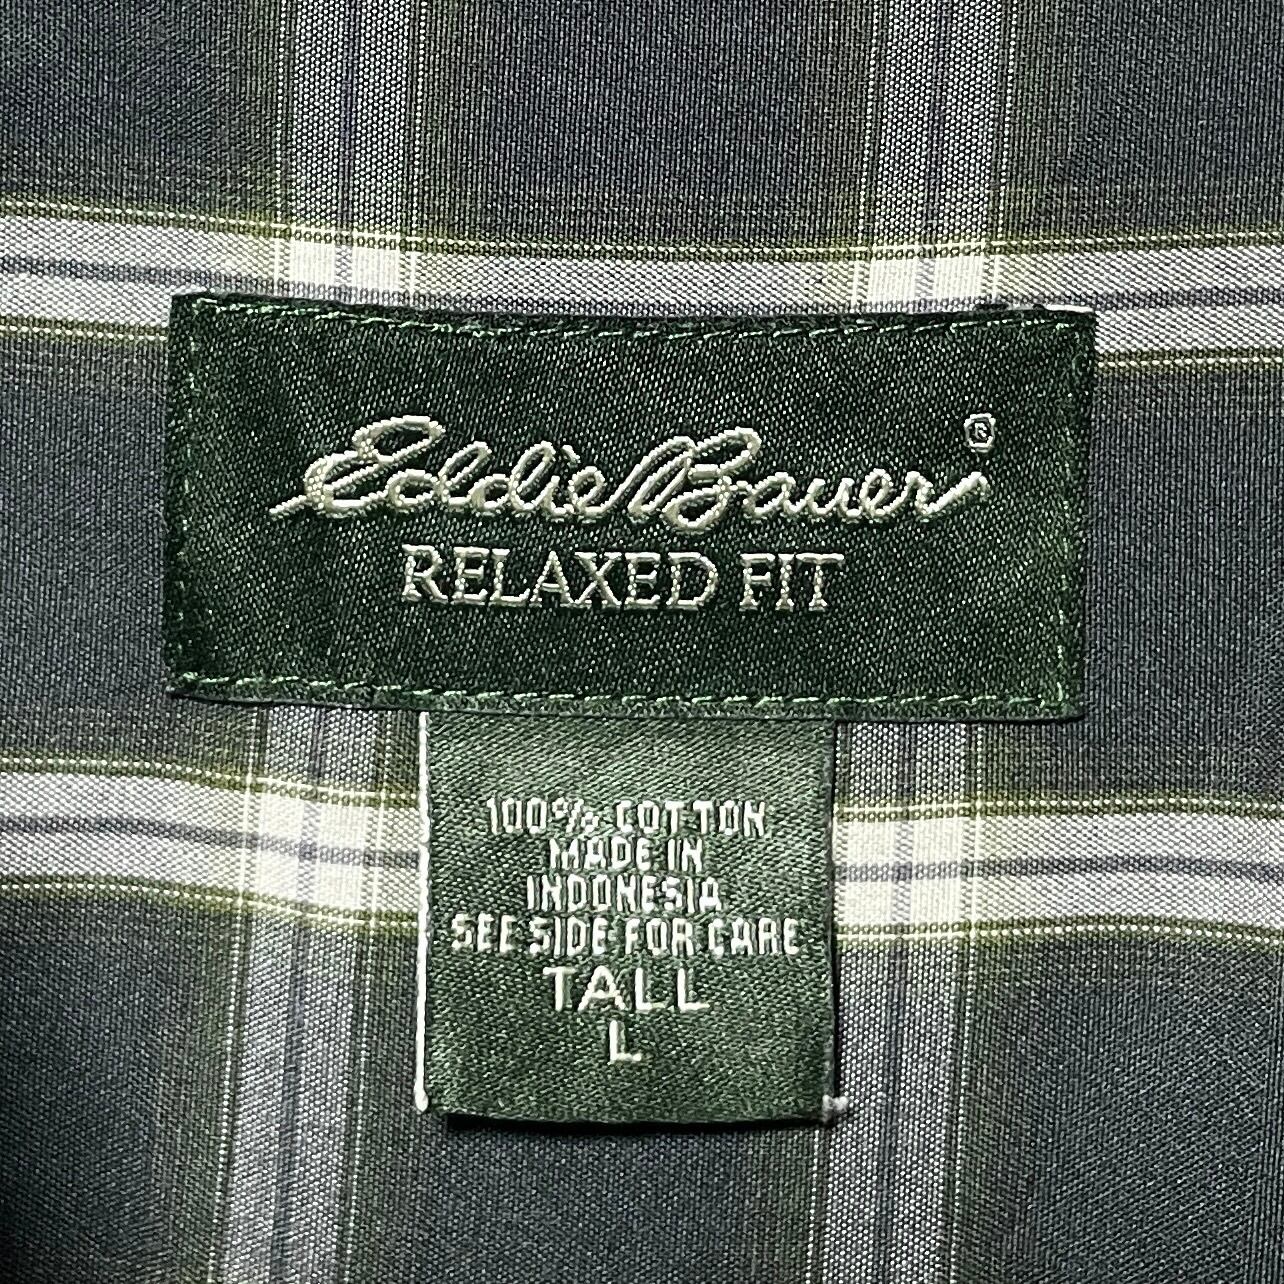 Eddie Bauer®
RELAXED FIT
100% COTTON
MADE IN
INDONESIA
SEE SIDE FOR CARE
TALL
L